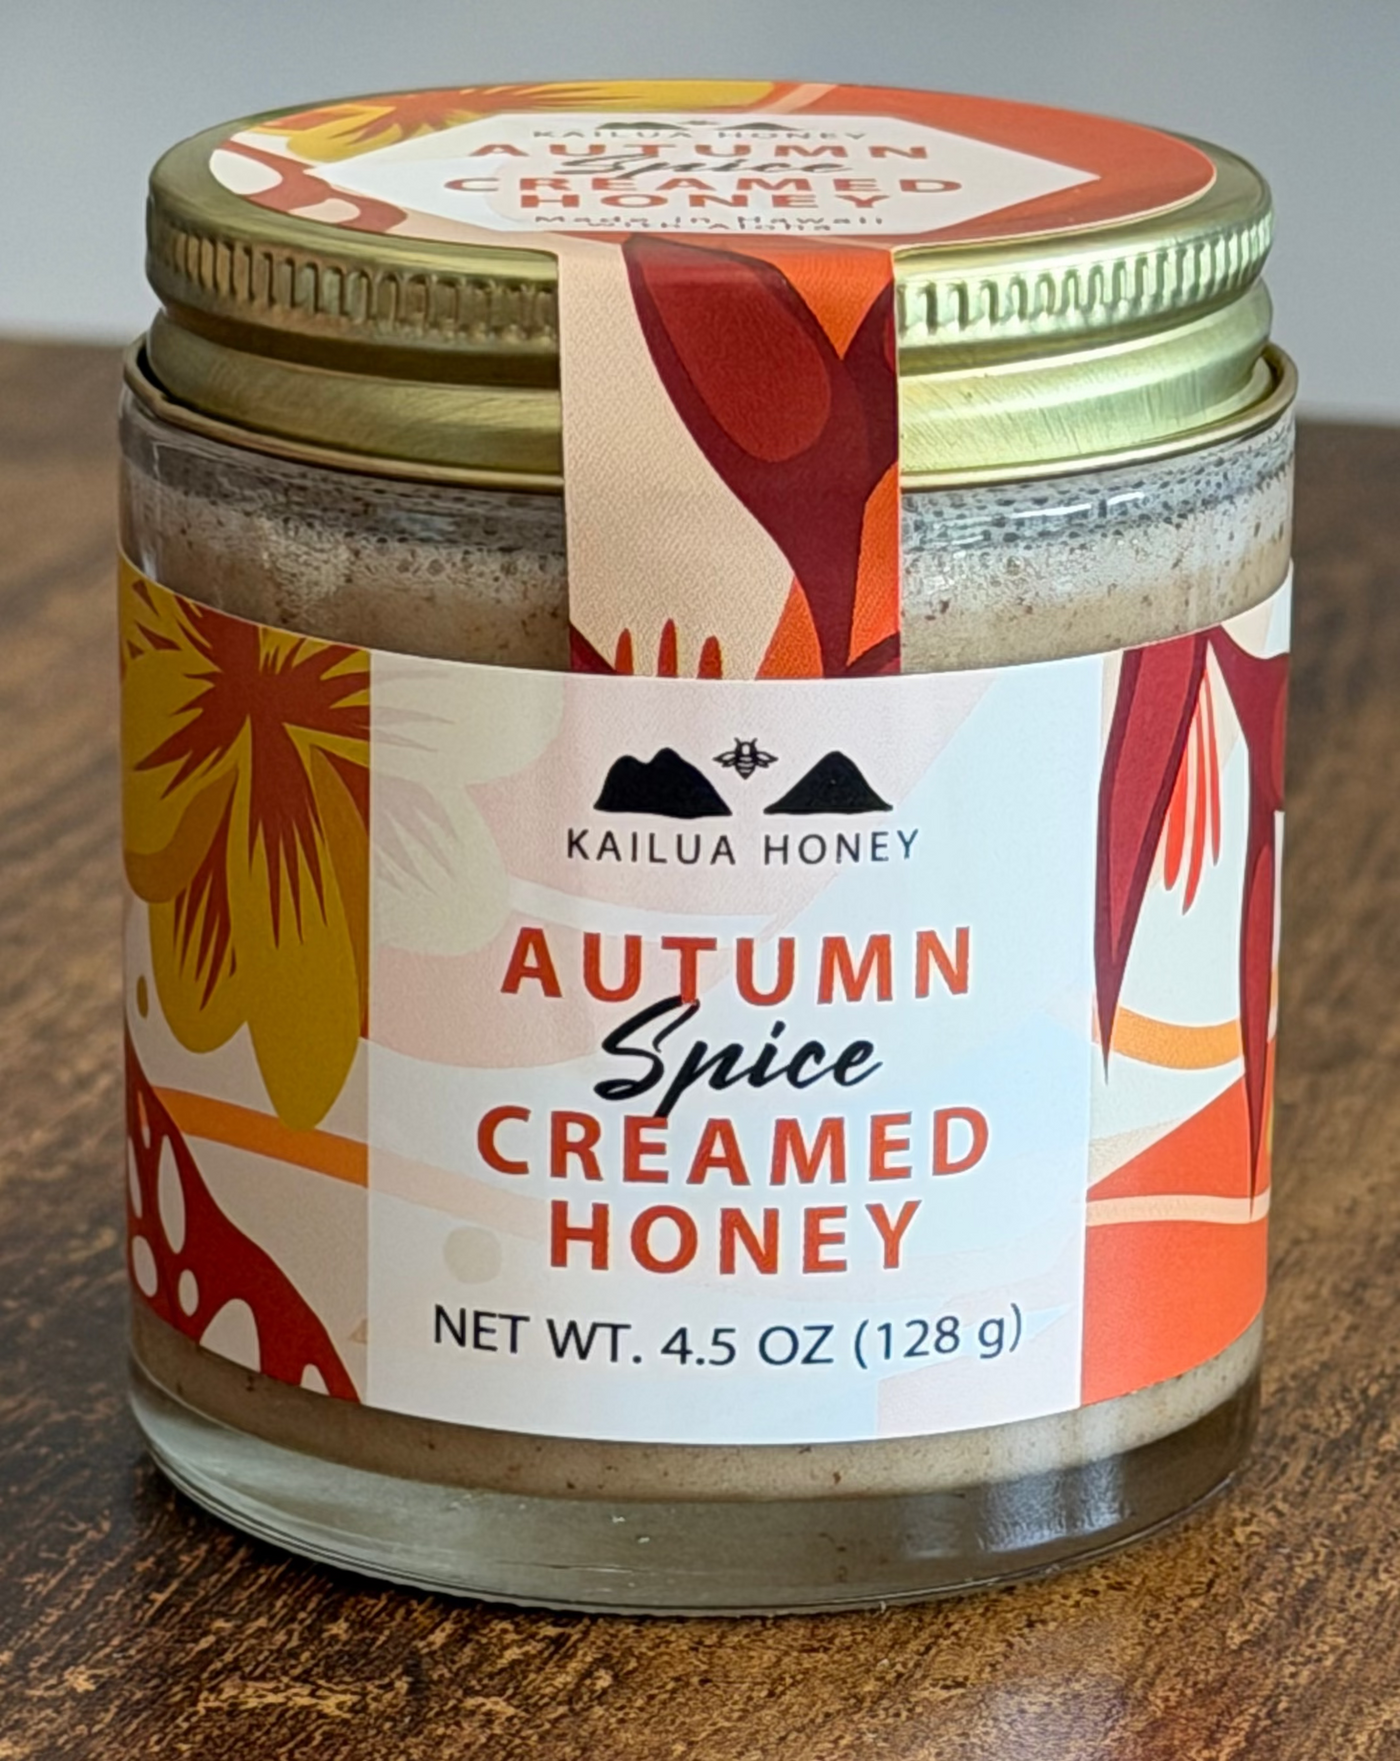 KAILUA HONEY
AUTUMN
Spice
CREAMED
HONEY
Made in Hawaii
with Aloha
KAILUA HONEY
AUTUMN
Spice
CREAMED
HONEY
NET WT. 4.5 OZ (128 g)